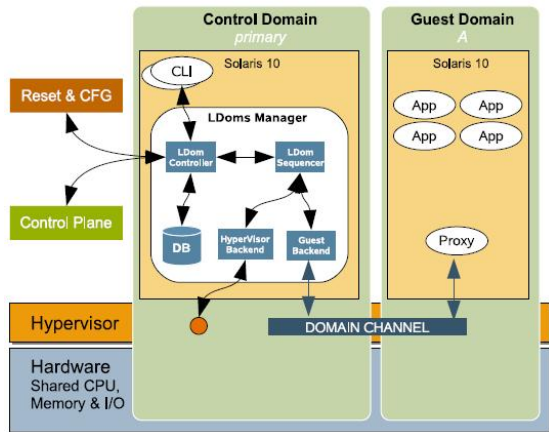 Control Domain
primary
Guest Domain
A
Solaris 10
Solaris 10
CLI
Reset & CFG
LDoms Manager
App
App
App
App
LDom
Controller
LDom
Sequencer
Control Plane
DB
HyperVisor
Backend
Guest
Backend
Proxy
Hypervisor
DOMAIN CHANNEL
Hardware
Shared CPU,
Memory & I/O